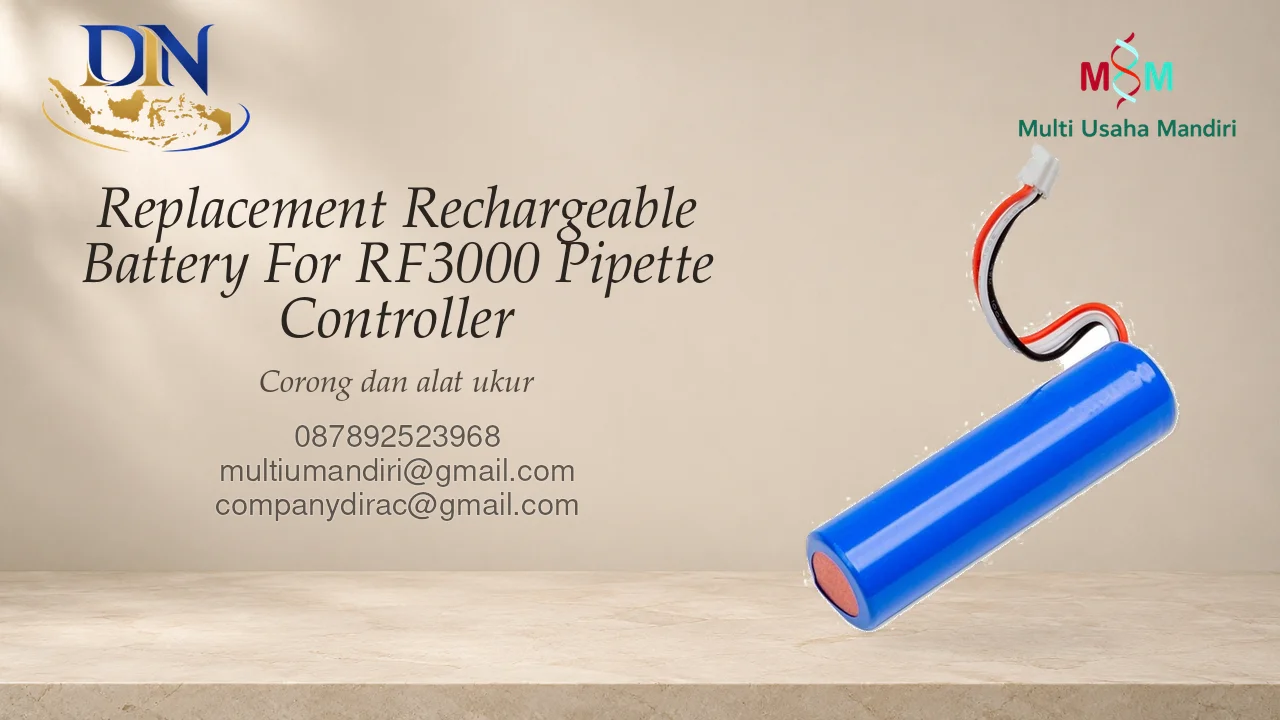 DN
M M
Multi Usaha Mandiri
Replacement Rechargeable
Battery For RF3000 Pipette
Controller
Corong dan alat ukur
087892523968
multiumandiri@gmail.com
companydirac@gmail.com